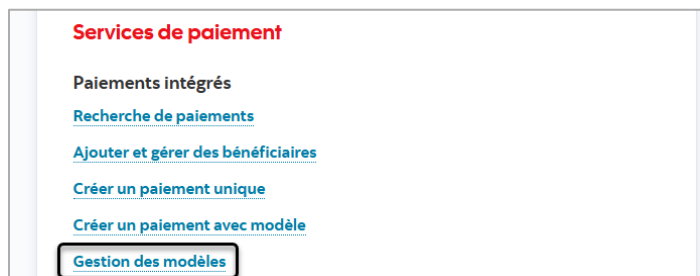 Services de paiement
Paiements intégrés
Recherche de paiements
Ajouter et gérer des bénéficiaires
Créer un paiement unique
Créer un paiement avec modèle
Gestion des modèles